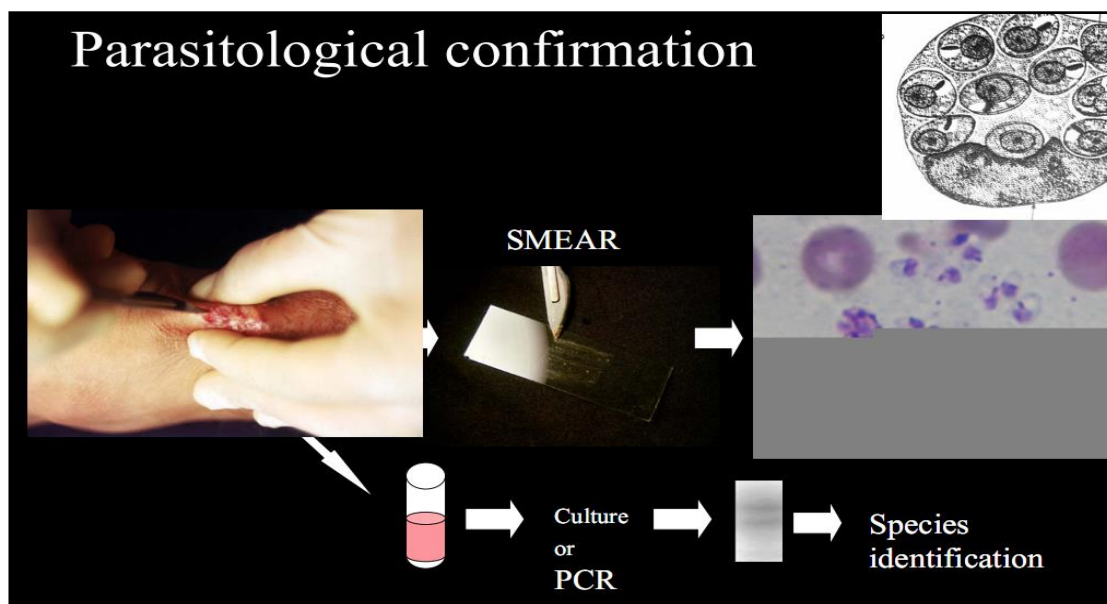 Parasitological confirmation
SMEAR
Culture
or
PCR
Species
identification